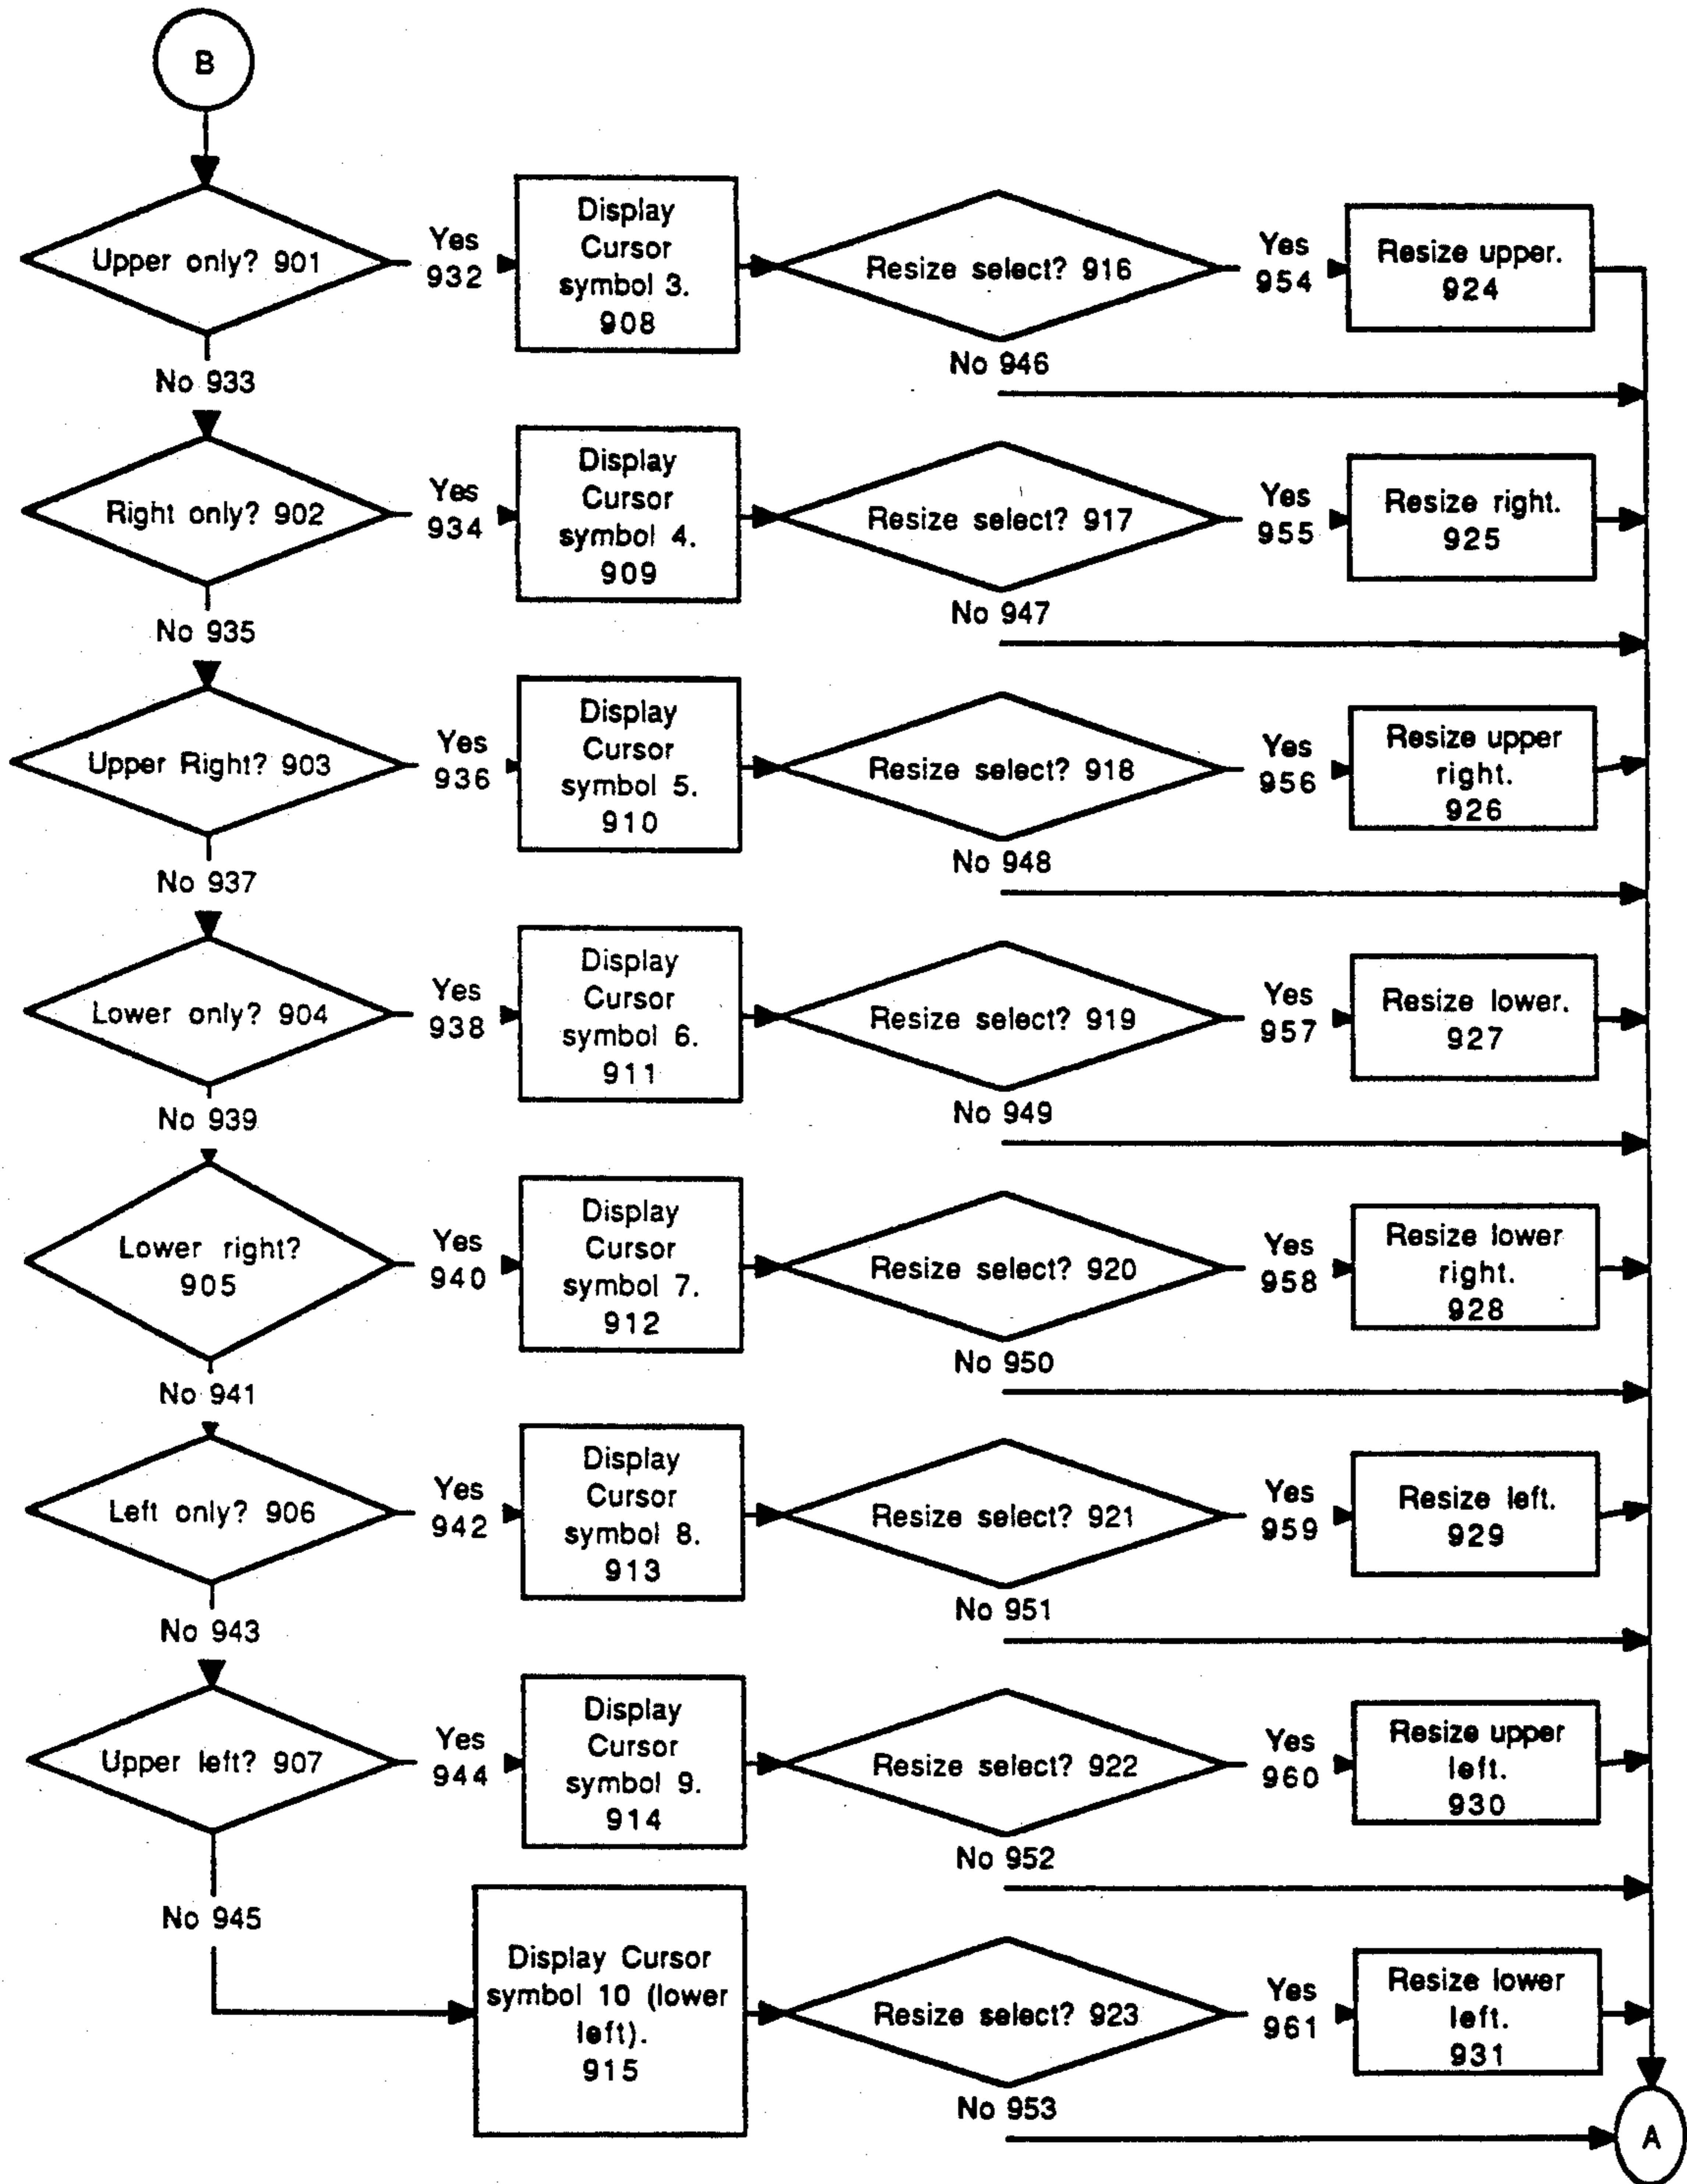 B
Upper only? 901
Yes
932
Display
Cursor
symbol 3.
908
Resize select? 916
Yes
954
Resize upper.
924
No 933
No 946
Right only? 902
Yes
934
Display
Cursor
symbol 4.
909
Resize select? 917
Yes
955
Resize right.
925
No 935
No 947
Upper Right? 903
Yes
936
Display
Cursor
symbol 5.
910
Resize select? 918
Yes
956
Resize upper
right.
926
No 937
No 948
Lower only? 904
Yes
938
Display
Cursor
symbol 6.
911
Resize select? 919
Yes
957
Resize lower.
927
No 939
No 949
Lower right?
905
Yes
940
Display
Cursor
symbol 7.
912
Resize select? 920
Yes
958
Resize lower
right.
928
No 941
No 950
Left only? 906
Yes
942
Display
Cursor
symbol 8.
913
Resize select? 921
Yes
959
Resize left.
929
No 943
No 951
Upper left? 907
Yes
944
Display
Cursor
symbol 9.
914
Resize select? 922
Yes
960
Resize upper
left.
930
No 945
No 952
Display Cursor
symbol 10 (lower
left).
915
Resize select? 923
Yes
961
Resize lower
left.
931
No 953
A